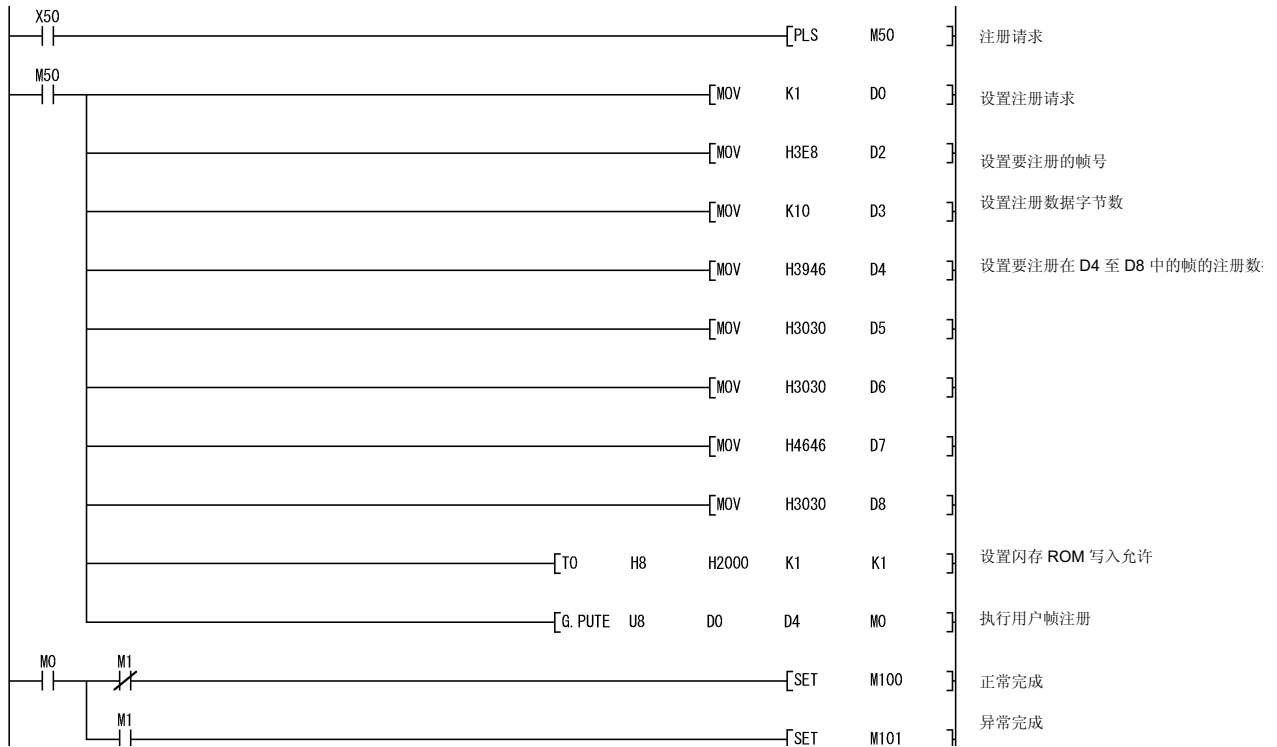 X50
[PLS M50 ] 注册请求
M50
[MOV K1 D0 ] 设置注册请求
[MOV H3E8 D2 ] 设置要注册的帧号
[MOV K10 D3 ] 设置注册数据字节数
[MOV H3946 D4 ] 设置要注册在 D4 至 D8 中的帧的注册数
[MOV H3030 D5 ]
[MOV H3030 D6 ]
[MOV H4646 D7 ]
[MOV H3030 D8 ]
[TO H8 H2000 K1 K1 ] 设置闪存 ROM 写入允许
[G.PUTE U8 D0 D4 M0 ] 执行用户帧注册
M0 M1
[SET M100 ] 正常完成
M1
[SET M101 ] 异常完成